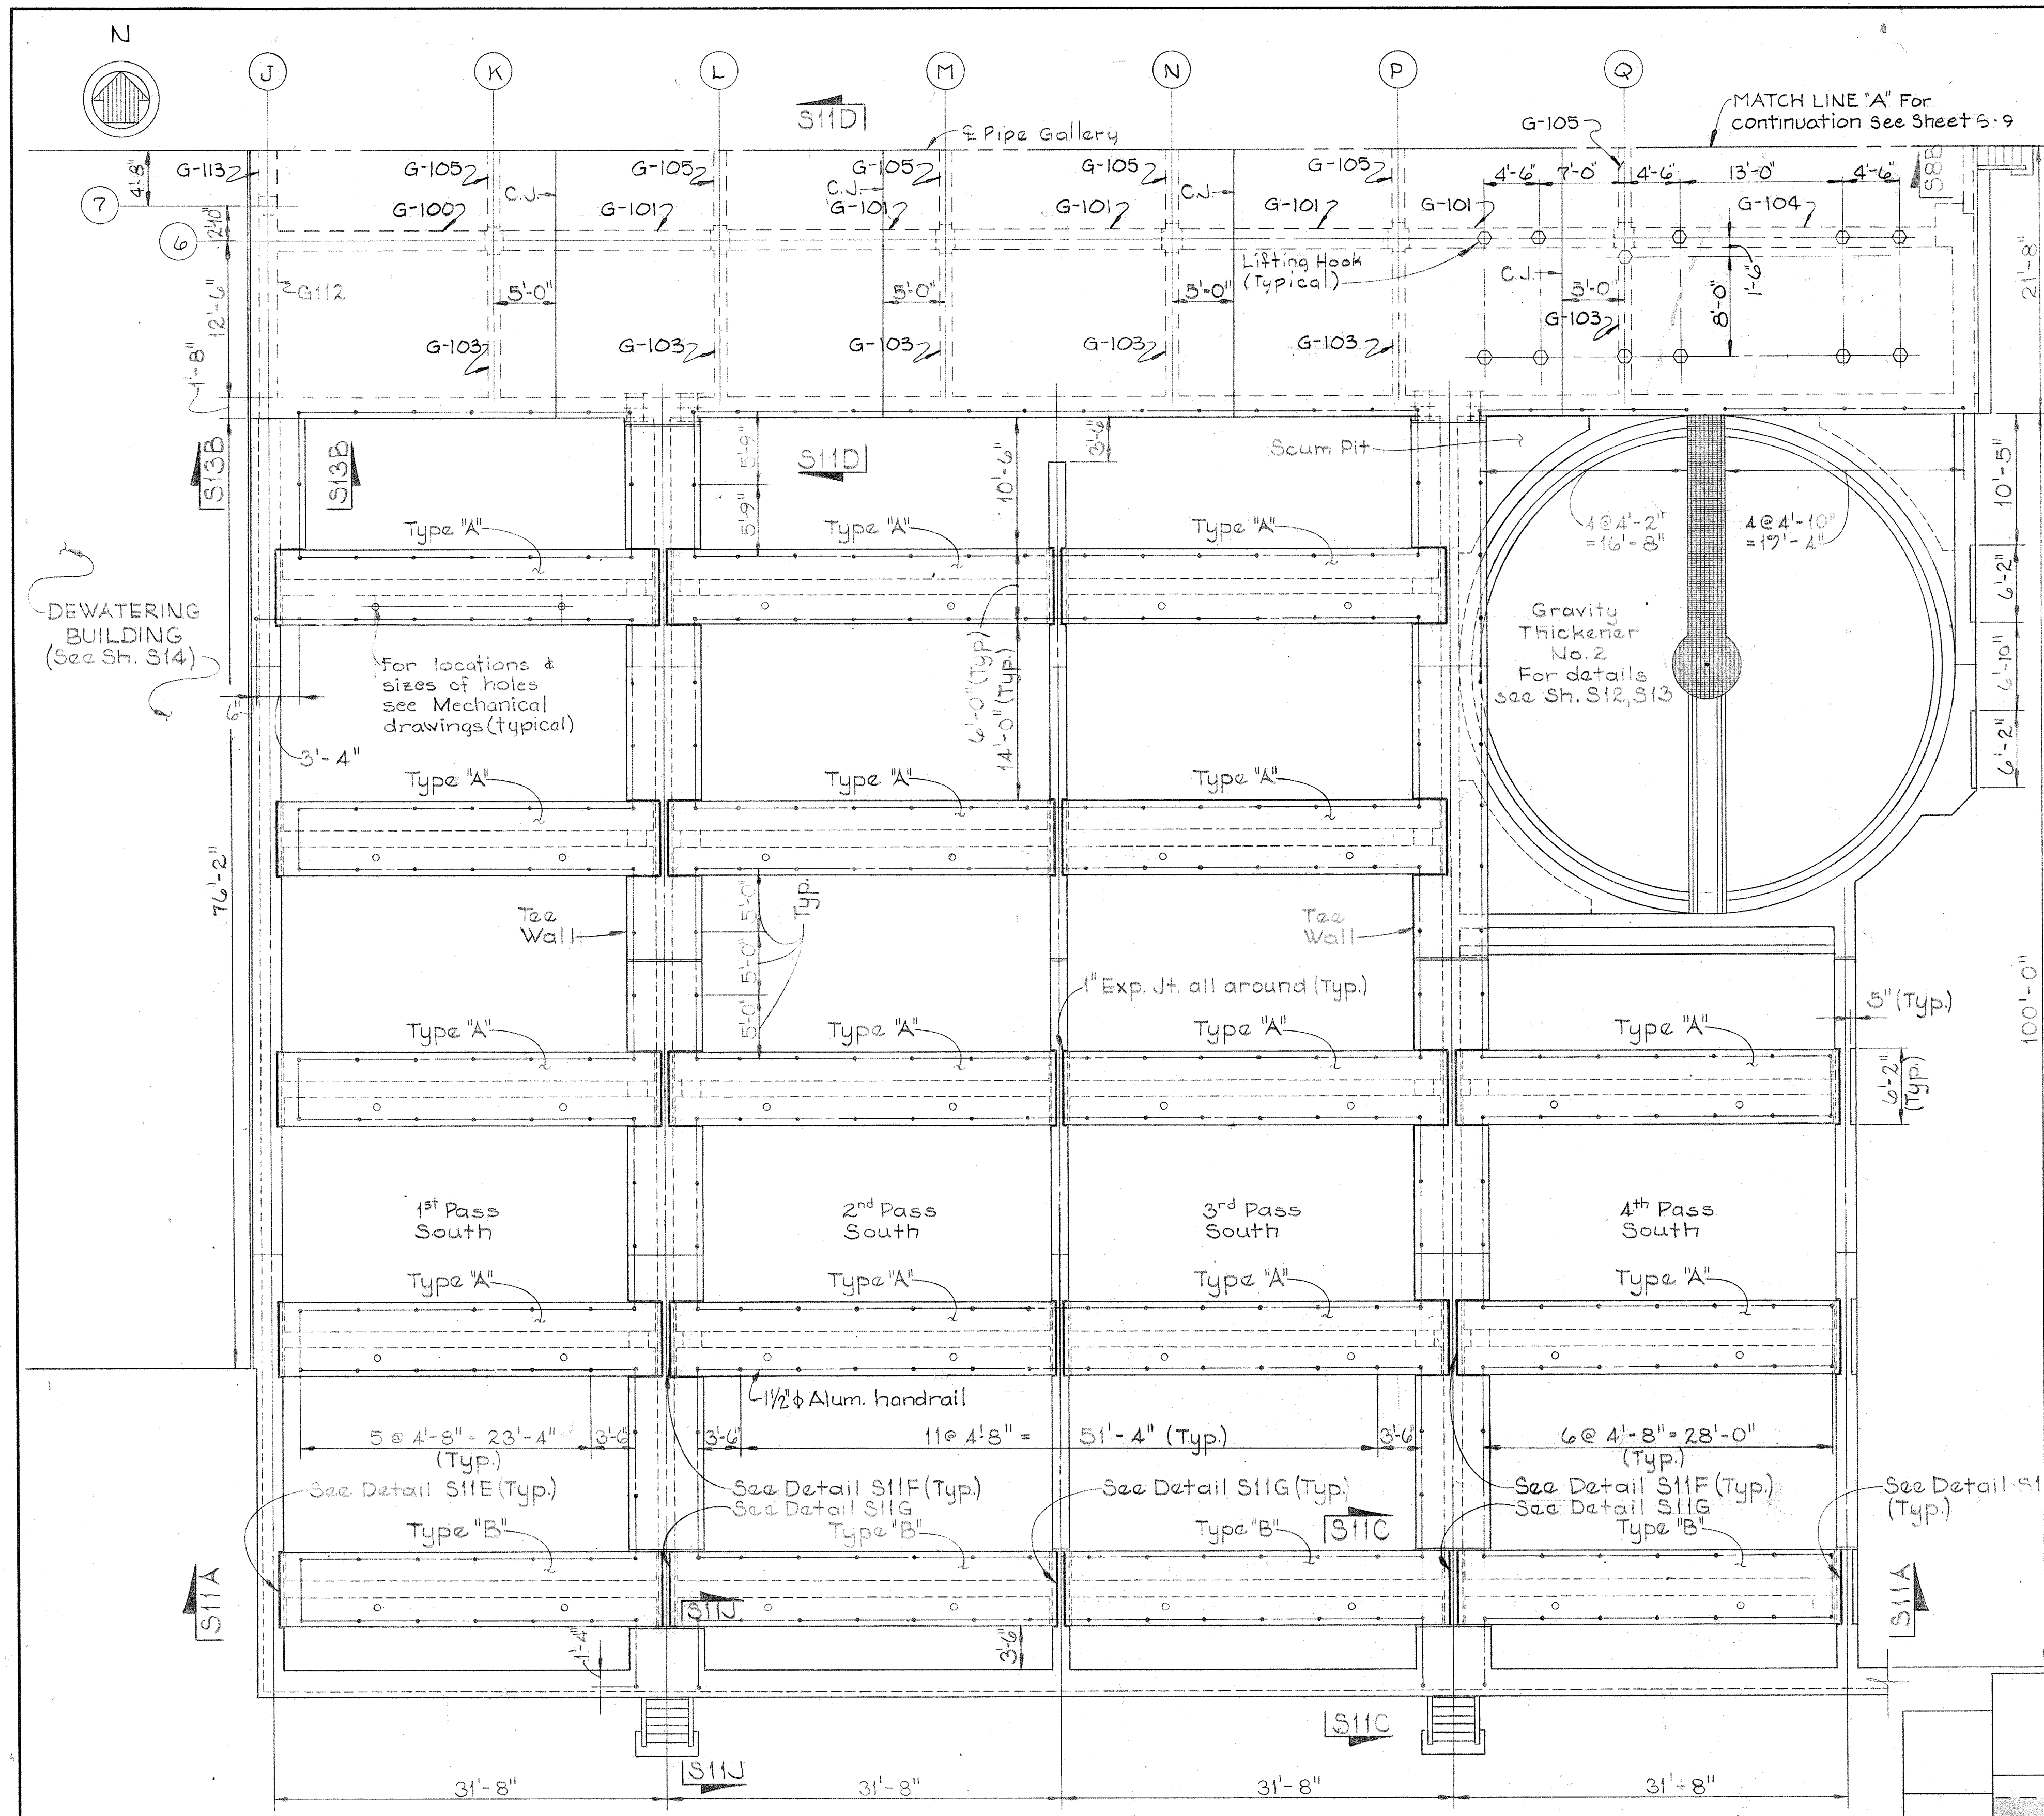 N
J
K
L
M
N
P
Q
S11D
℄ Pipe Gallery
G-105
MATCH LINE "A" For
continuation See Sheet S-9
4'-8"
G-113
G-105
C.J.
G-105
C.J.
G-105
G-105
C.J.
G-105
4'-6"
7'-0"
4'-6"
13'-0"
4'-6"
S8B
7
6
2'-10"
G-100
G-101
G-101
G-101
G-101
G-101
G-104
Lifting Hook
(Typical)
C.J.
1'-6"
21'-8"
G112
12'-6"
5'-0"
5'-0"
5'-0"
5'-0"
8'-0"
G-103
G-103
G-103
G-103
G-103
G-103
1'-8"
S13B
S13B
5'-9"
5'-9"
S11D
10'-6"
3'-6"
Scum Pit
10'-5"
Type "A"
Type "A"
Type "A"
4@4'-2"
=16'-8"
4@4'-10"
=19'-4"
DEWATERING
BUILDING
(See Sh. S14)
6'-2"
Gravity
Thickener
No. 2
For details
see Sh. S12, S13
For locations &
sizes of holes
see Mechanical
drawings (typical)
6"
3'-4"
6'-0" (Typ.)
14'-0" (Typ.)
6'-10"
6'-2"
Type "A"
Type "A"
Type "A"
76'-2"
Tee
Wall
5'-0"
5'-0"
5'-0"
Typ.
Tee
Wall
1" Exp. Jt. all around (Typ.)
5" (Typ.)
100'-0"
Type "A"
Type "A"
Type "A"
Type "A"
6'-2"
(Typ.)
1st Pass
South
2nd Pass
South
3rd Pass
South
4th Pass
South
Type "A"
Type "A"
Type "A"
Type "A"
1½"ϕ Alum. handrail
5 @ 4'-8" = 23'-4"
(Typ.)
3'-6"
3'-6"
11@ 4'-8" = 51'-4" (Typ.)
3'-6"
6@ 4'-8" = 28'-0"
(Typ.)
See Detail S11E (Typ.)
See Detail S11F (Typ.)
See Detail S11G
See Detail S11G (Typ.)
See Detail S11F (Typ.)
See Detail S11G
See Detail S1
(Typ.)
Type "B"
Type "B"
Type "B"
S11C
Type "B"
S11A
S11J
S11A
1'-4"
3'-6"
S11C
S11J
31'-8"
31'-8"
31'-8"
31'-8"